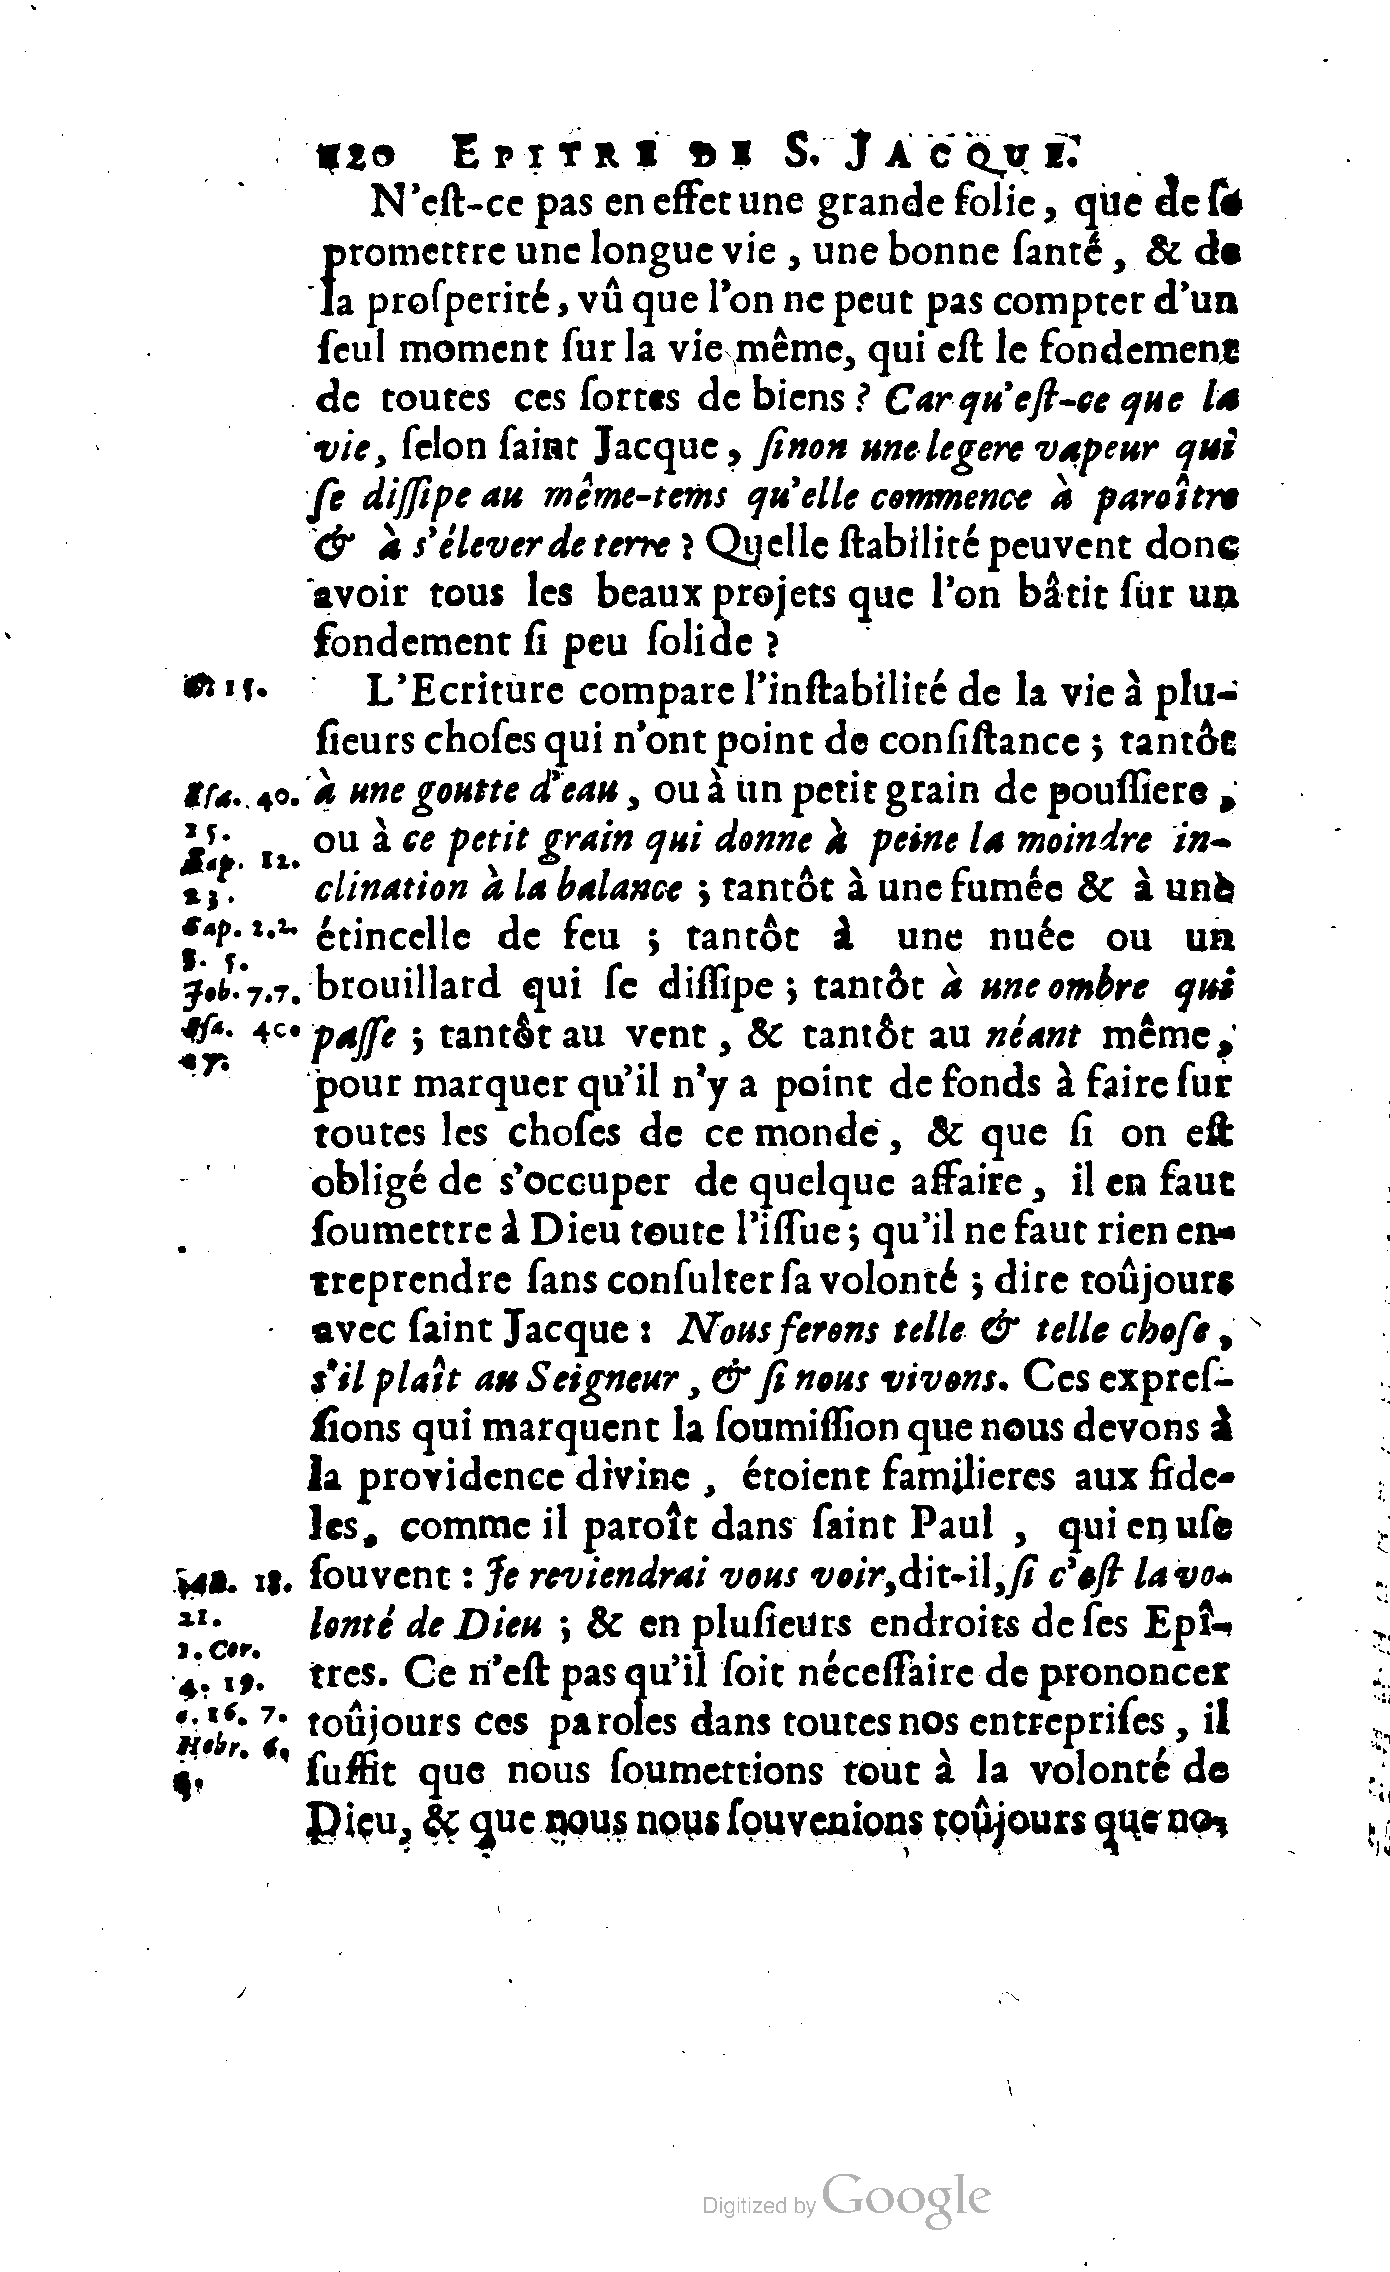 120 EPITRE DE S. JACQUE.
N'eſt-ce pas en effet une grande folie, que de ſe
promettre une longue vie, une bonne ſanté, & de
la proſperité, vû que l'on ne peut pas compter d'un
ſeul moment ſur la vie même, qui eſt le fondement
de toutes ces ſortes de biens ? Car qu'eſt-ce que la
vie, ſelon ſaint Jacque, ſinon une legere vapeur qui
ſe diſſipe au même-tems qu'elle commence à paroître
& à s'élever de terre ? Quelle ſtabilité peuvent donc
avoir tous les beaux projets que l'on bâtit ſur un
fondement ſi peu ſolide ?
15.
L'Ecriture compare l'inſtabilité de la vie à plu-
ſieurs choſes qui n'ont point de conſiſtance ; tantôt
Iſa. 40.
à une goutte d'eau, ou à un petit grain de pouſſiere,
15.
ou à ce petit grain qui donne à peine la moindre in-
Sap. 12.
23.
clination à la balance ; tantôt à une fumée & à une
Sap. 2. 2.
étincelle de feu ; tantôt à une nuée ou un
5.
Job. 7. 7.
brouillard qui ſe diſſipe ; tantôt à une ombre qui
Iſa. 40.
paſſe ; tantôt au vent, & tantôt au néant même,
17.
pour marquer qu'il n'y a point de fonds à faire ſur
toutes les choſes de ce monde, & que ſi on eſt
obligé de s'occuper de quelque affaire, il en faut
ſoumettre à Dieu toute l'iſſue ; qu'il ne faut rien en-
treprendre ſans conſulter ſa volonté ; dire toûjours
avec ſaint Jacque : Nous ferons telle & telle choſe,
s'il plaît au Seigneur, & ſi nous vivons. Ces expreſ-
ſions qui marquent la ſoumiſſion que nous devons à
la providence divine, étoient familieres aux fide-
les, comme il paroît dans ſaint Paul, qui en uſe
18.
ſouvent : Je reviendrai vous voir, dit-il, ſi c'eſt la vo-
21.
lonté de Dieu ; & en pluſieurs endroits de ſes Epî-
1. Cor.
4. 19.
tres. Ce n'eſt pas qu'il ſoit néceſſaire de prononcer
16. 7.
toûjours ces paroles dans toutes nos entrepriſes, il
Hebr. 6.
ſuffit que nous ſoumettions tout à la volonté de
Dieu, & que nous nous ſouvenions toûjours que no-
Digitized by Google